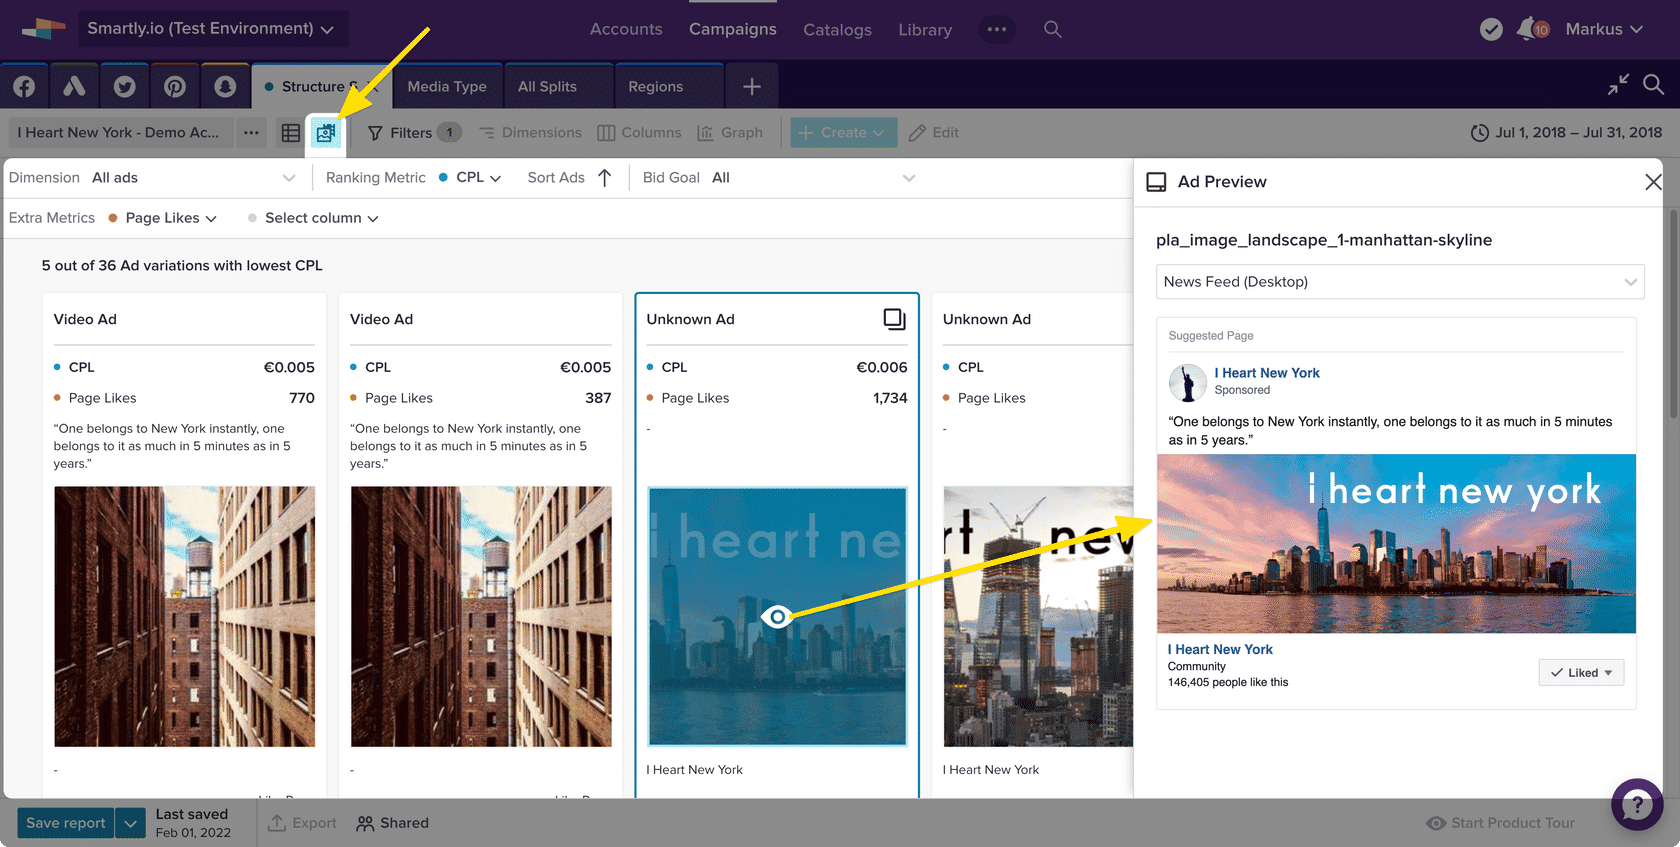 Smartly.io (Test Environment)
Accounts Campaigns Catalogs Library
10 Markus
Structure
Media Type
All Splits
Regions
I Heart New York - Demo Ac...
Filters 1
Dimensions
Columns
Graph
+ Create
Edit
Jul 1, 2018 – Jul 31, 2018
Dimension All ads
Ranking Metric CPL
Sort Ads
Bid Goal All
Extra Metrics Page Likes Select column
5 out of 36 Ad variations with lowest CPL
Video Ad
CPL €0.005
Page Likes 770
“One belongs to New York instantly, one
belongs to it as much in 5 minutes as in 5
years.”
-
Video Ad
CPL €0.005
Page Likes 387
“One belongs to New York instantly, one
belongs to it as much in 5 minutes as in 5
years.”
-
Unknown Ad
CPL €0.006
Page Likes 1,734
-
i heart ne
I Heart New York
Unknown Ad
CPL
Page Likes
-
rt new
I Heart New York
Ad Preview
pla_image_landscape_1-manhattan-skyline
News Feed (Desktop)
Suggested Page
I Heart New York
Sponsored
“One belongs to New York instantly, one belongs to it as much in 5 minutes
as in 5 years.”
i heart new york
I Heart New York
Community
146,405 people like this
Liked
Save report
Last saved
Feb 01, 2022
Export
Shared
Start Product Tour
?